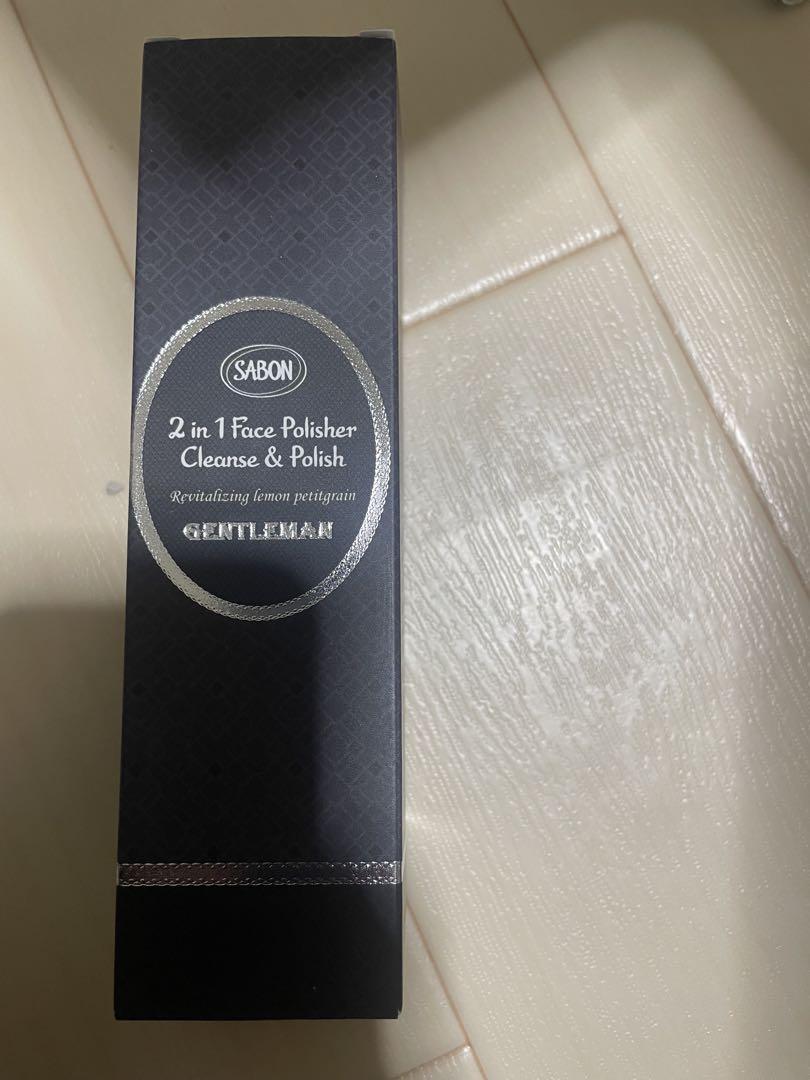 SABON
2 in 1 Face Polisher
Cleanse & Polish
Revitalizing lemon petitgrain
GENTLEMAN